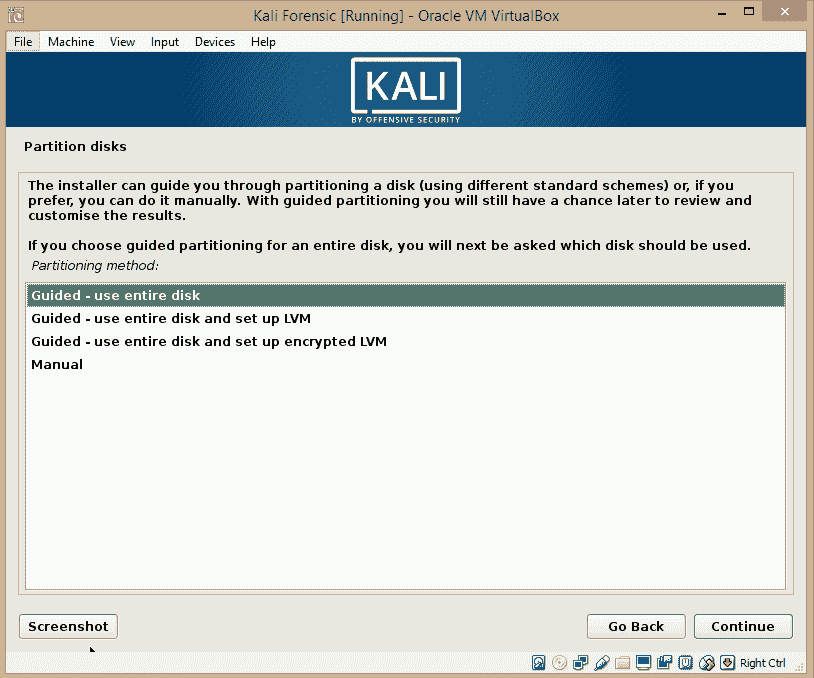 Kali Forensic [Running] - Oracle VM VirtualBox
File Machine View Input Devices Help
KALI
BY OFFENSIVE SECURITY
Partition disks
The installer can guide you through partitioning a disk (using different standard schemes) or, if you
prefer, you can do it manually. With guided partitioning you will still have a chance later to review and
customise the results.
If you choose guided partitioning for an entire disk, you will next be asked which disk should be used.
Partitioning method:
Guided - use entire disk
Guided - use entire disk and set up LVM
Guided - use entire disk and set up encrypted LVM
Manual
Screenshot Go Back Continue
Right Ctrl